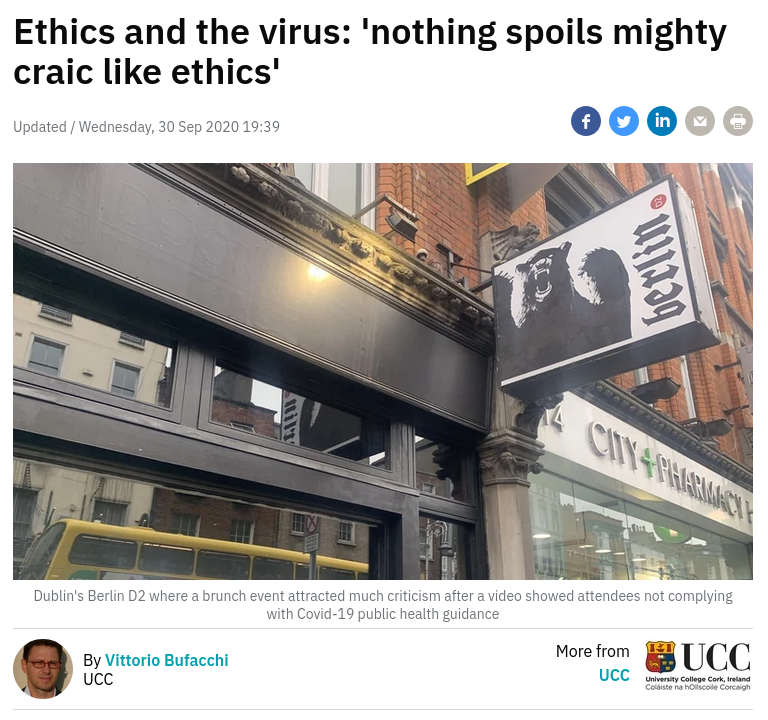 Ethics and the virus: 'nothing spoils mighty
craic like ethics'
Updated / Wednesday, 30 Sep 2020 19:39
berlin
D2
14 CITY+PHARMACY
Dublin's Berlin D2 where a brunch event attracted much criticism after a video showed attendees not complying
with Covid-19 public health guidance
By Vittorio Bufacchi
UCC
More from
UCC
UCC
University College Cork, Ireland
Coláiste na hOllscoile Corcaigh